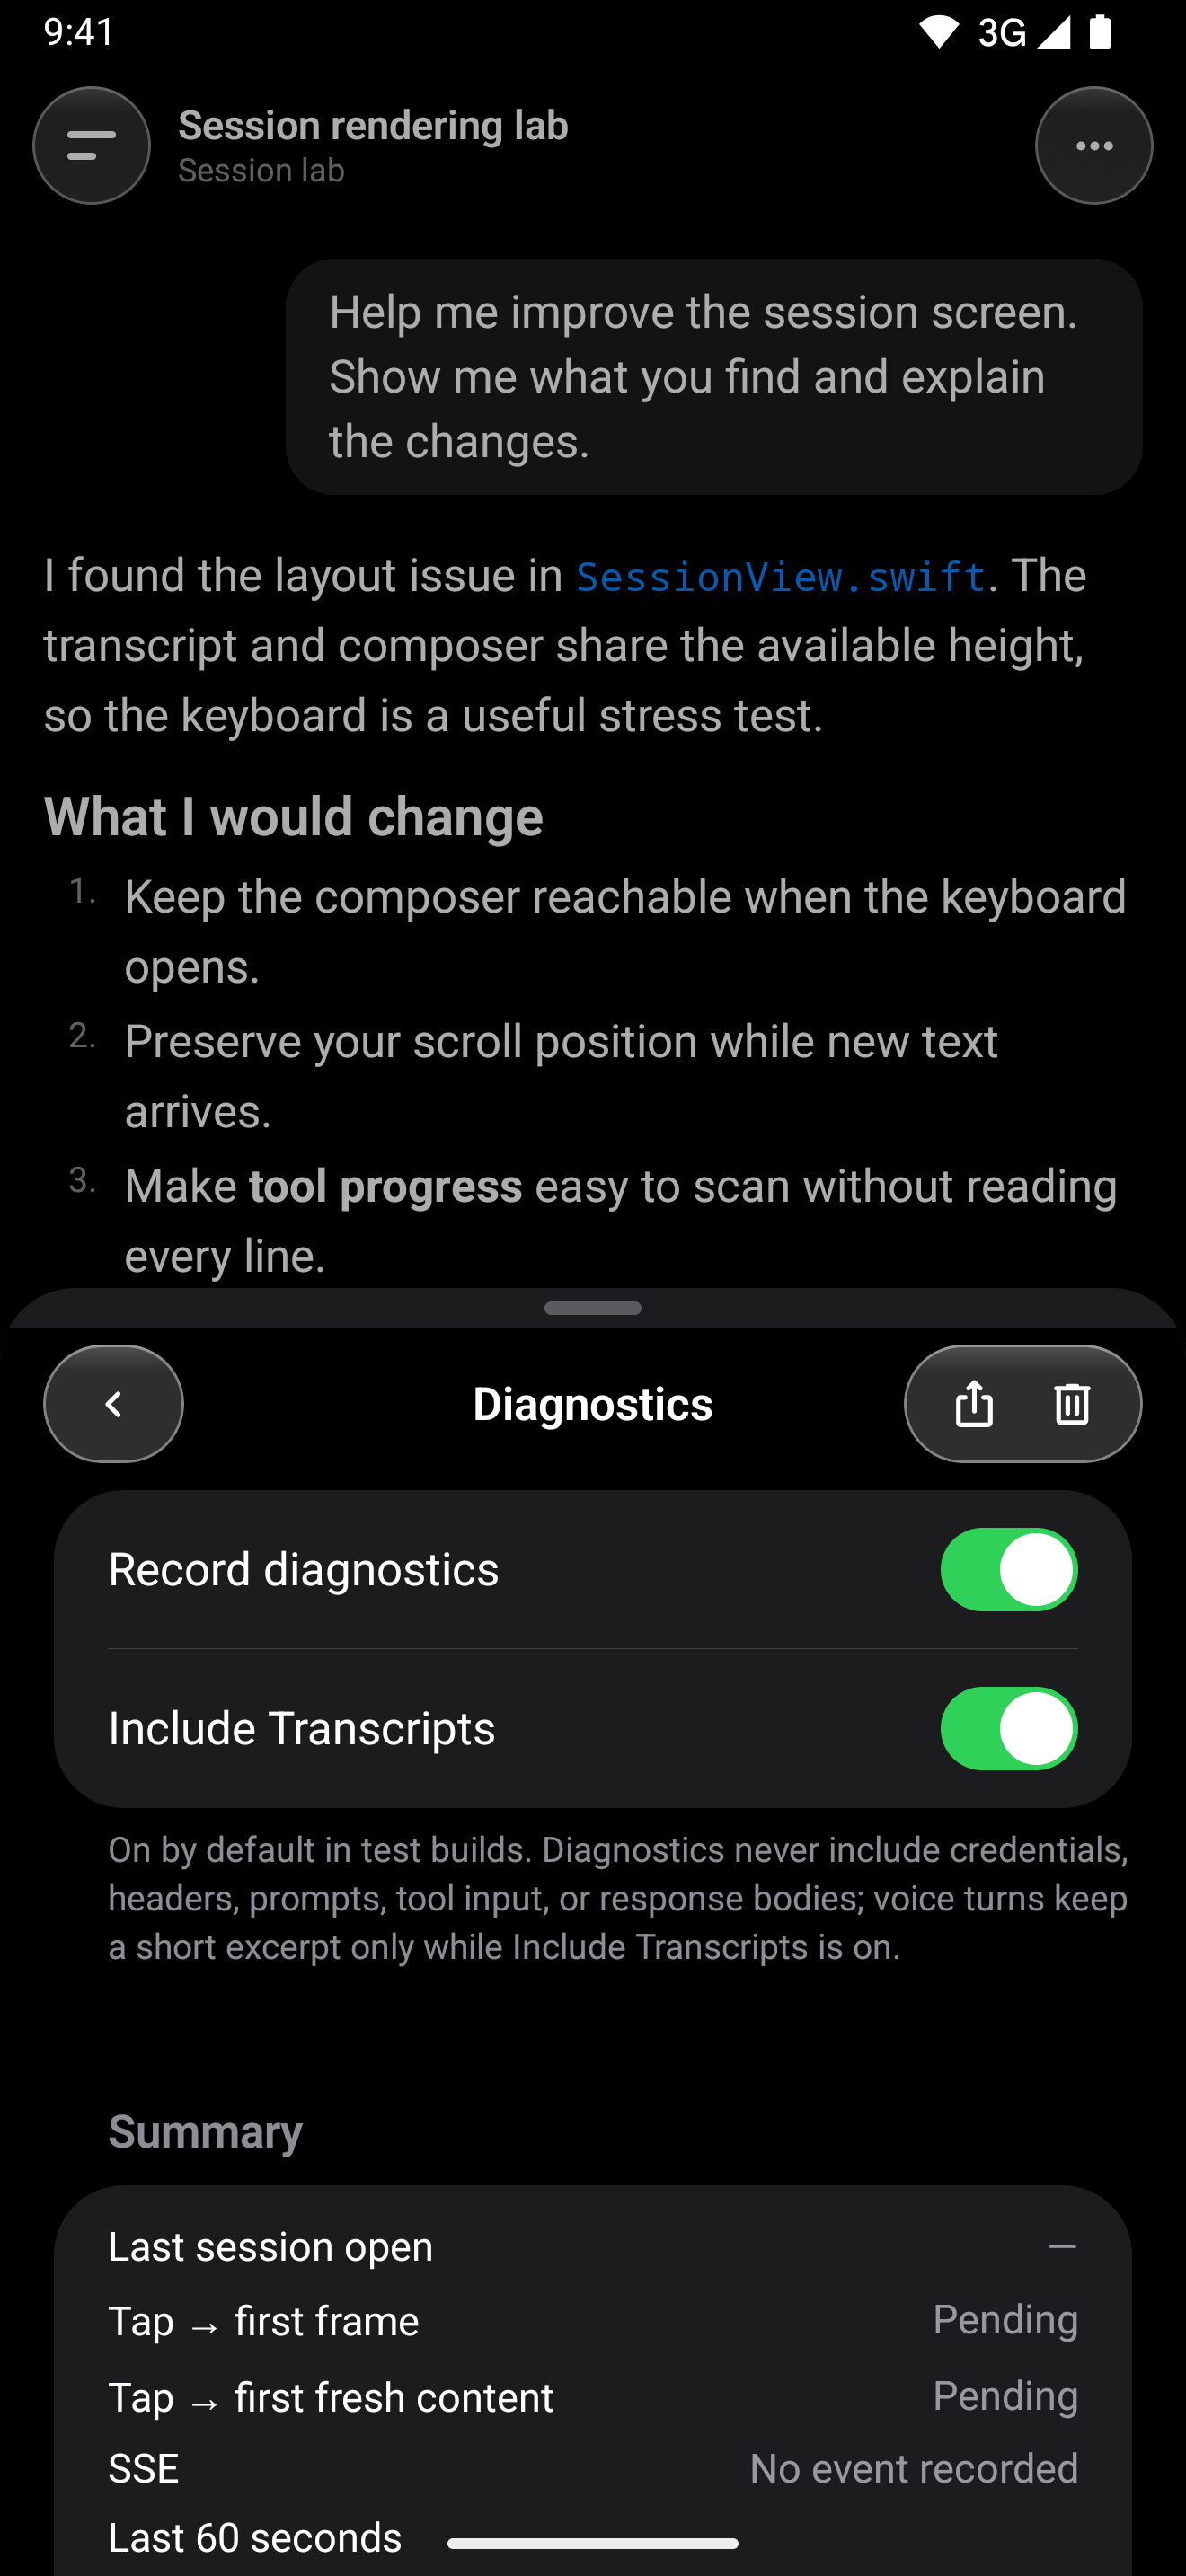 9:41
3G
Session rendering lab
Session lab
Help me improve the session screen.
Show me what you find and explain
the changes.
I found the layout issue in SessionView.swift. The
transcript and composer share the available height,
so the keyboard is a useful stress test.
What I would change
1. Keep the composer reachable when the keyboard
opens.
2. Preserve your scroll position while new text
arrives.
3. Make tool progress easy to scan without reading
every line.
Diagnostics
Record diagnostics
Include Transcripts
On by default in test builds. Diagnostics never include credentials,
headers, prompts, tool input, or response bodies; voice turns keep
a short excerpt only while Include Transcripts is on.
Summary
Last session open —
Tap → first frame Pending
Tap → first fresh content Pending
SSE No event recorded
Last 60 seconds